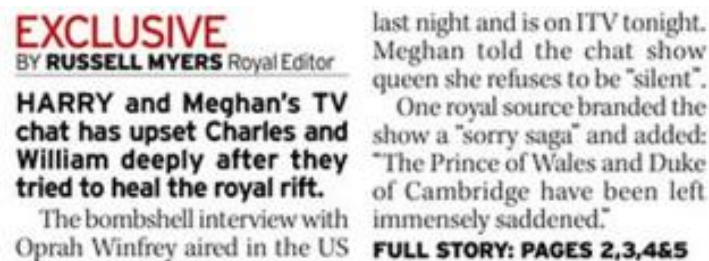 EXCLUSIVE
BY RUSSELL MYERS Royal Editor
HARRY and Meghan's TV
chat has upset Charles and
William deeply after they
tried to heal the royal rift.
The bombshell interview with
Oprah Winfrey aired in the US
last night and is on ITV tonight.
Meghan told the chat show
queen she refuses to be "silent".
One royal source branded the
show a "sorry saga" and added:
"The Prince of Wales and Duke
of Cambridge have been left
immensely saddened."
FULL STORY: PAGES 2,3,4&5